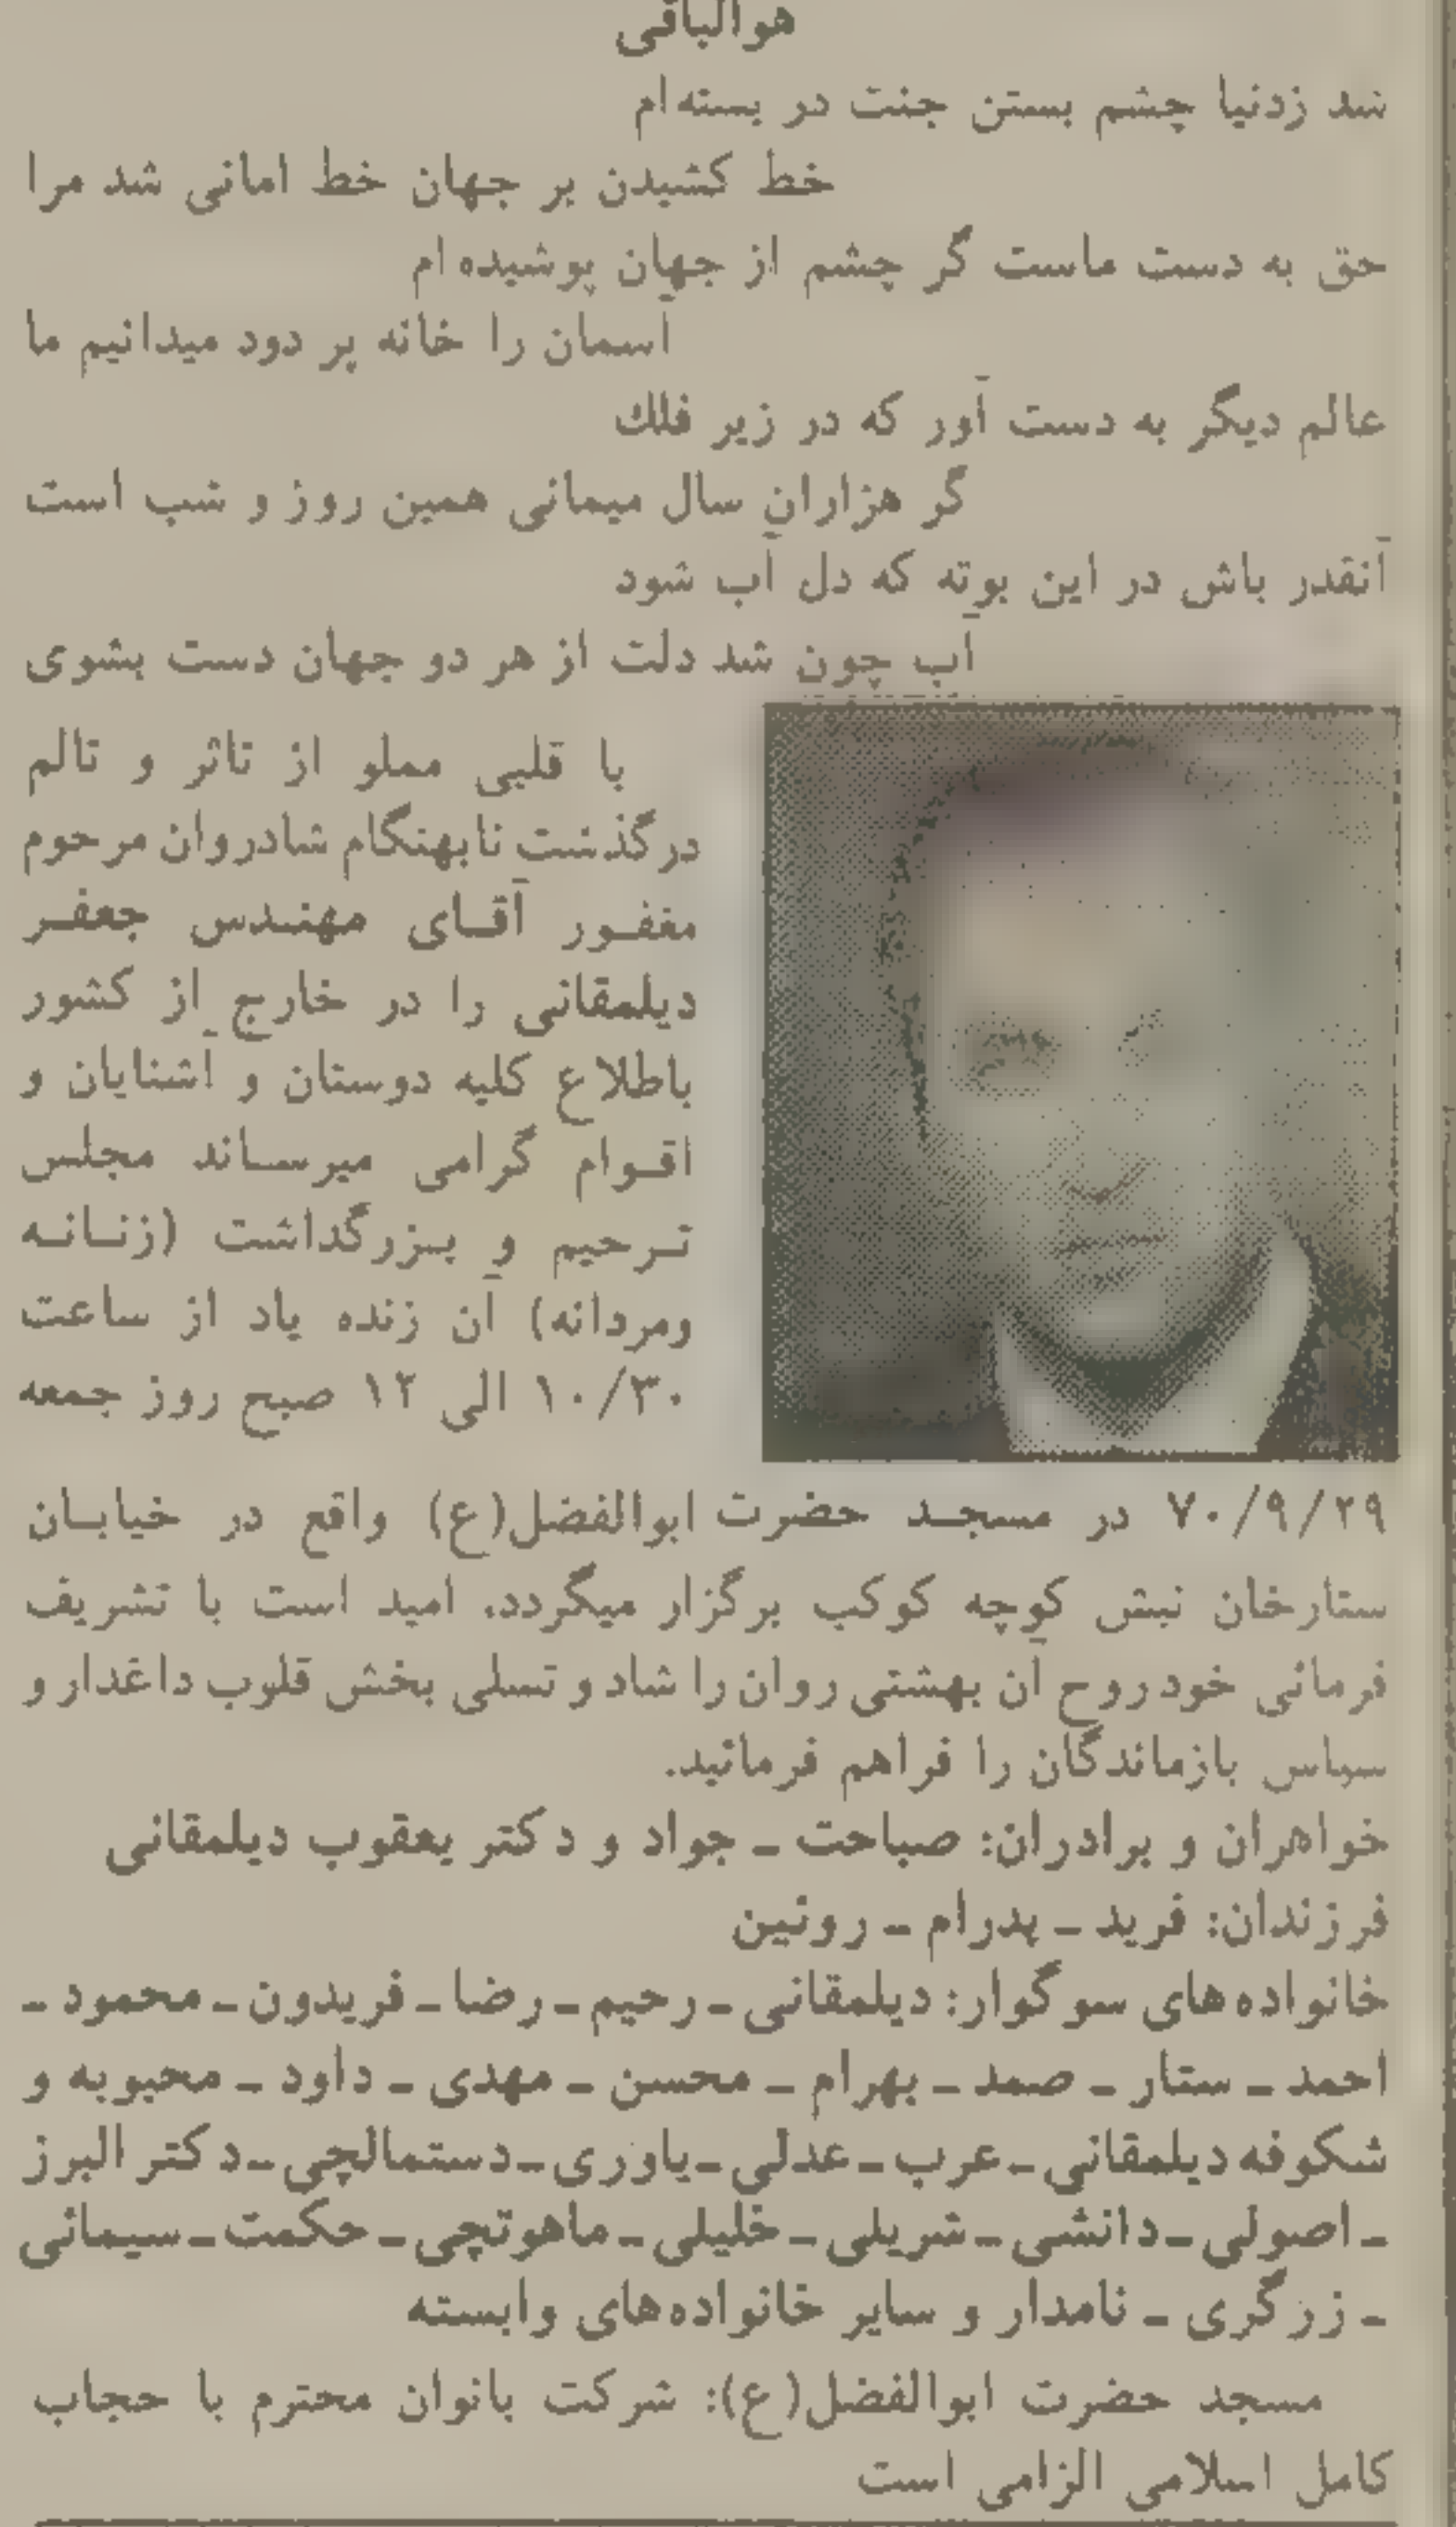 هوالباقی
شد زدنیا چشم بستن جنت در بسته‌ام
خط کشیدن بر جهان خط امانی شد مرا
حق به دست ماست گر چشم از جهان پوشیده‌ام
آسمان را خانه پر دود میدانیم ما
عالم دیگر به دست آور که در زیر فلك
گر هزاران سال میمانی همین روز و شب است
آنقدر باش در این بوته که دل آب شود
آب چون شد دلت از هر دو جهان دست بشوی
با قلبی مملو از تاثر و تالم
درگذشت نابهنگام شادروان مرحوم
مغفور آقای مهندس جعفر
دیلمقانی را در خارج از کشور
باطلاع کلیه دوستان و آشنایان و
اقوام گرامی میرساند مجلس
ترحیم و بزرگداشت (زنانه
ومردانه) آن زنده یاد از ساعت
۱۰/۳۰ الی ۱۲ صبح روز جمعه
۷۰/۹/۲۹ در مسجد حضرت ابوالفضل(ع) واقع در خیابان
ستارخان نبش کوچه کوکب برگزار میگردد. امید است با تشریف
فرمائی خود روح آن بهشتی روان را شاد و تسلی بخش قلوب داغدار و
سپاس بازماندگان را فراهم فرمائید.
خواهران و برادران: صباحت ـ جواد و دکتر یعقوب دیلمقانی
فرزندان: فرید ـ پدرام ـ روئین
خانواده‌های سوگوار: دیلمقانی ـ رحیم ـ رضا ـ فریدون ـ محمود ـ
احمد ـ ستار ـ صمد ـ بهرام ـ محسن ـ مهدی ـ داود ـ محبوبه و
شکوفه دیلمقانی ـ عرب ـ عدلی ـ یاوری ـ دستمالچی ـ دکتر البرز
ـ اصولی ـ دانشی ـ شریلی ـ خلیلی ـ ماهوتچی ـ حکمت ـ سیمائی
ـ زرگری ـ نامدار و سایر خانواده‌های وابسته
مسجد حضرت ابوالفضل(ع): شرکت بانوان محترم با حجاب
کامل اسلامی الزامی است